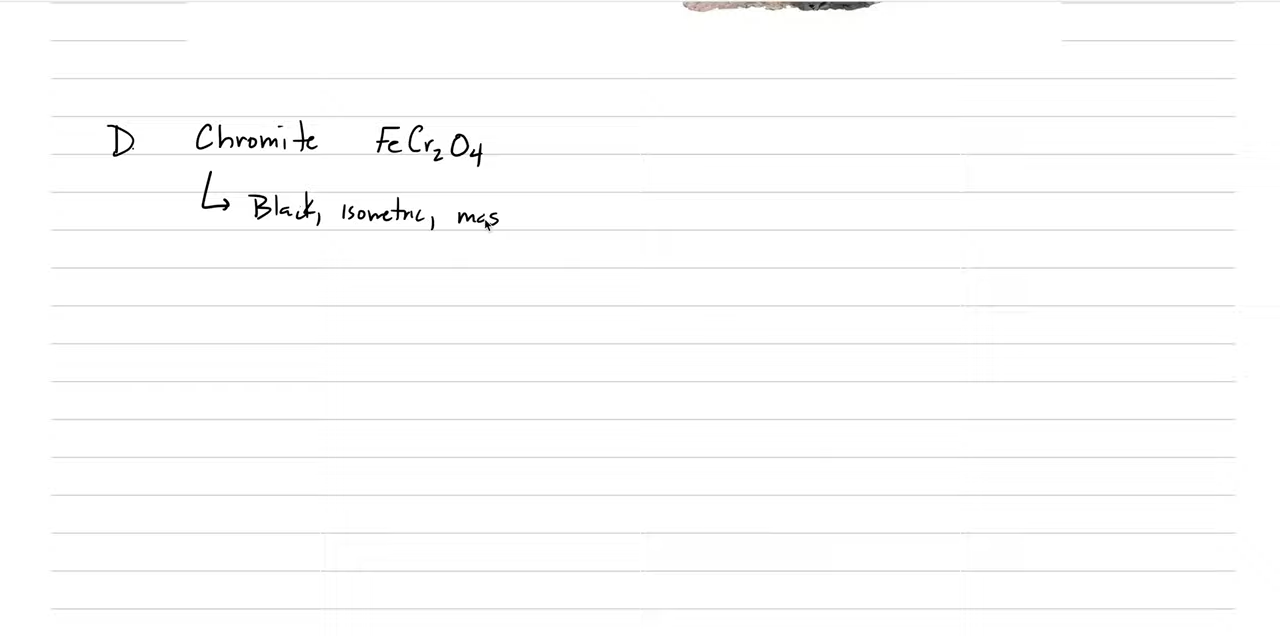 D Chromite FeCr₂O₄
↳ Black, isometric, mas